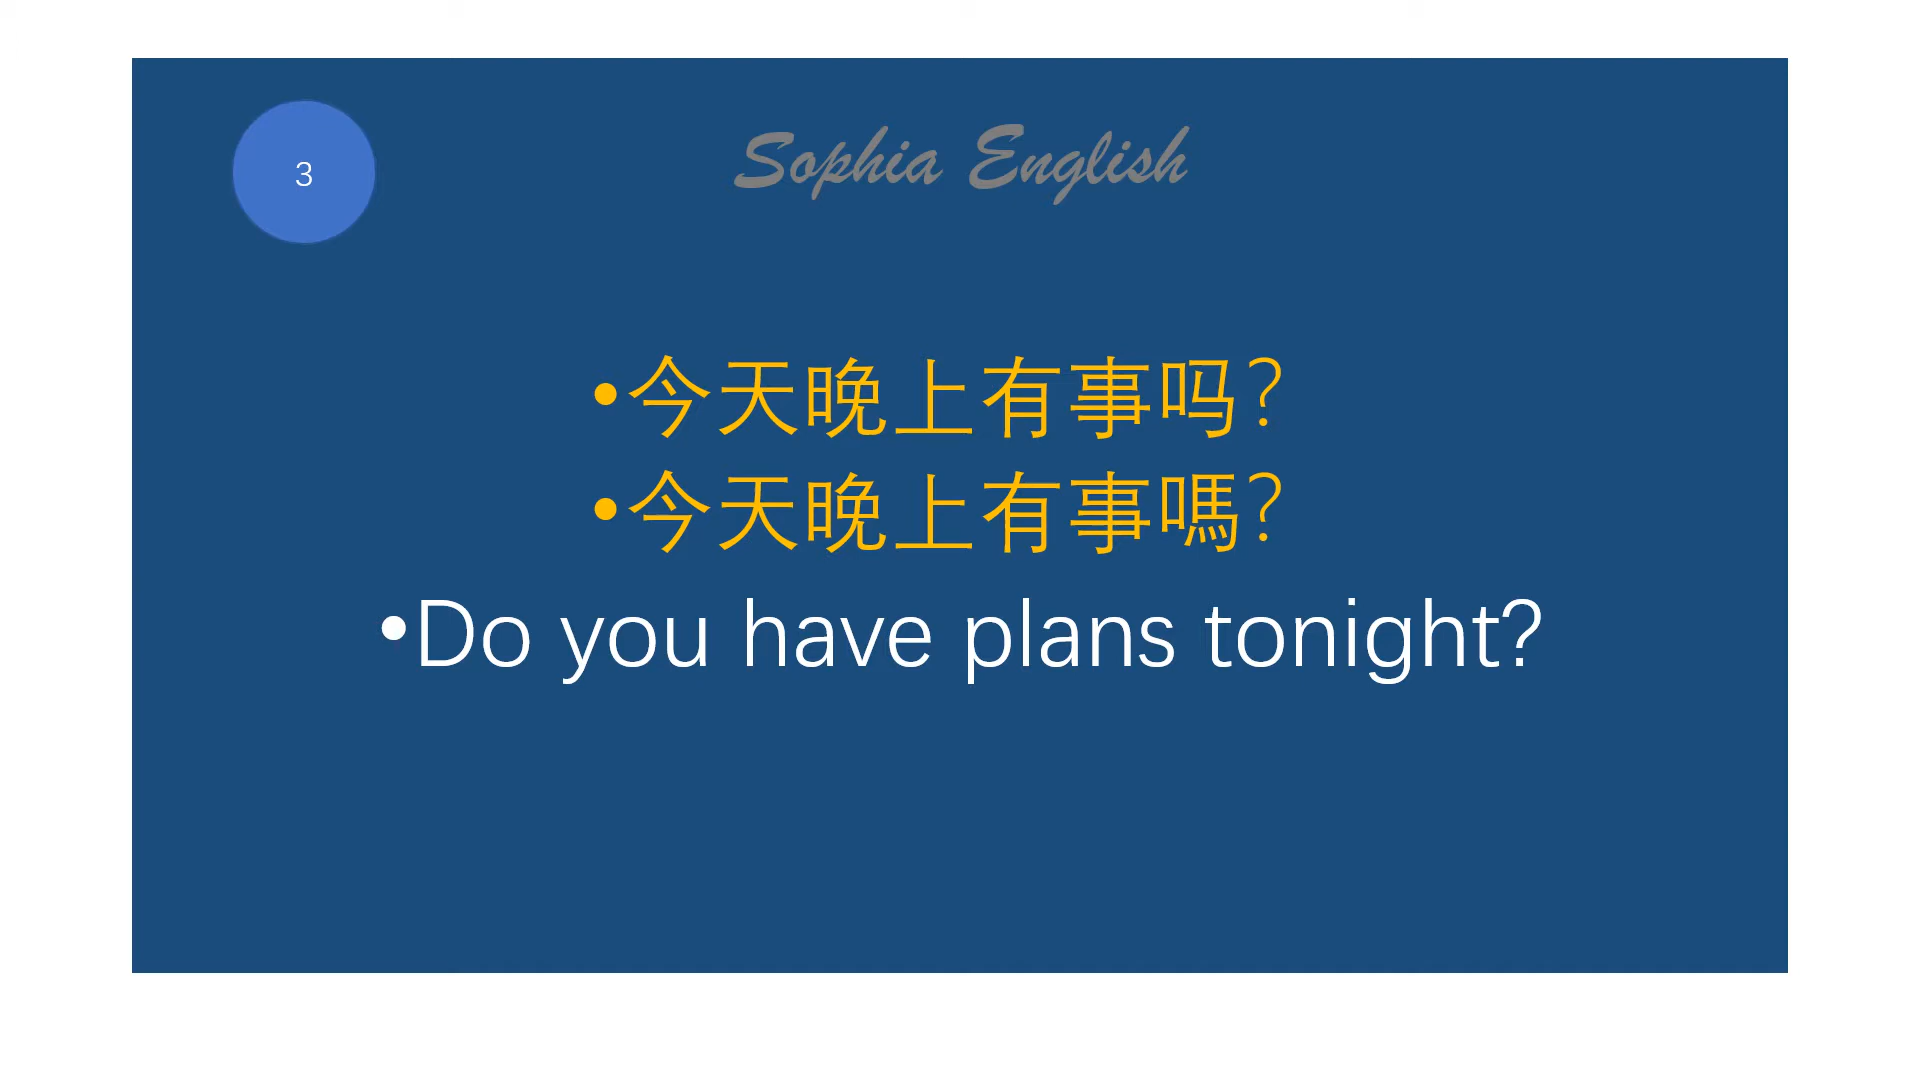 3
Sophia English
•今天晚上有事吗?
•今天晚上有事嗎?
•Do you have plans tonight?